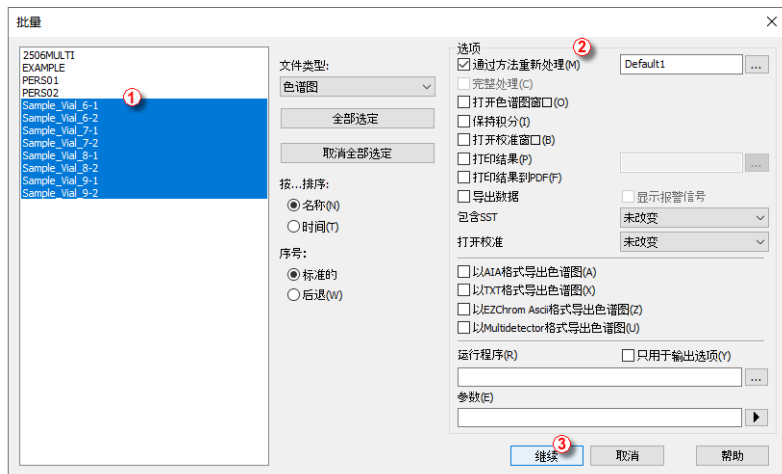 批量
2506MULTI
EXAMPLE
PERS01
PERS02
Sample_Vial_6-1
Sample_Vial_6-2
Sample_Vial_7-1
Sample_Vial_7-2
Sample_Vial_8-1
Sample_Vial_8-2
Sample_Vial_9-1
Sample_Vial_9-2
1
文件类型:
色谱图
全部选定
取消全部选定
按...排序:
名称(N)
时间(T)
序号:
标准的
后退(W)
选项
2
通过方法重新处理(M) Default1 ...
完整处理(C)
打开色谱图窗口(O)
保持积分(I)
打开校准窗口(B)
打印结果(P) ...
打印结果到PDF(F)
导出数据 显示报警信号
包含SST 未改变
打开校准 未改变
以AIA格式导出色谱图(A)
以TXT格式导出色谱图(X)
以EZChrom Ascii格式导出色谱图(Z)
以Multidetector格式导出色谱图(U)
运行程序(R) 只用于输出选项(Y)
...
参数(E)
3
继续 取消 帮助